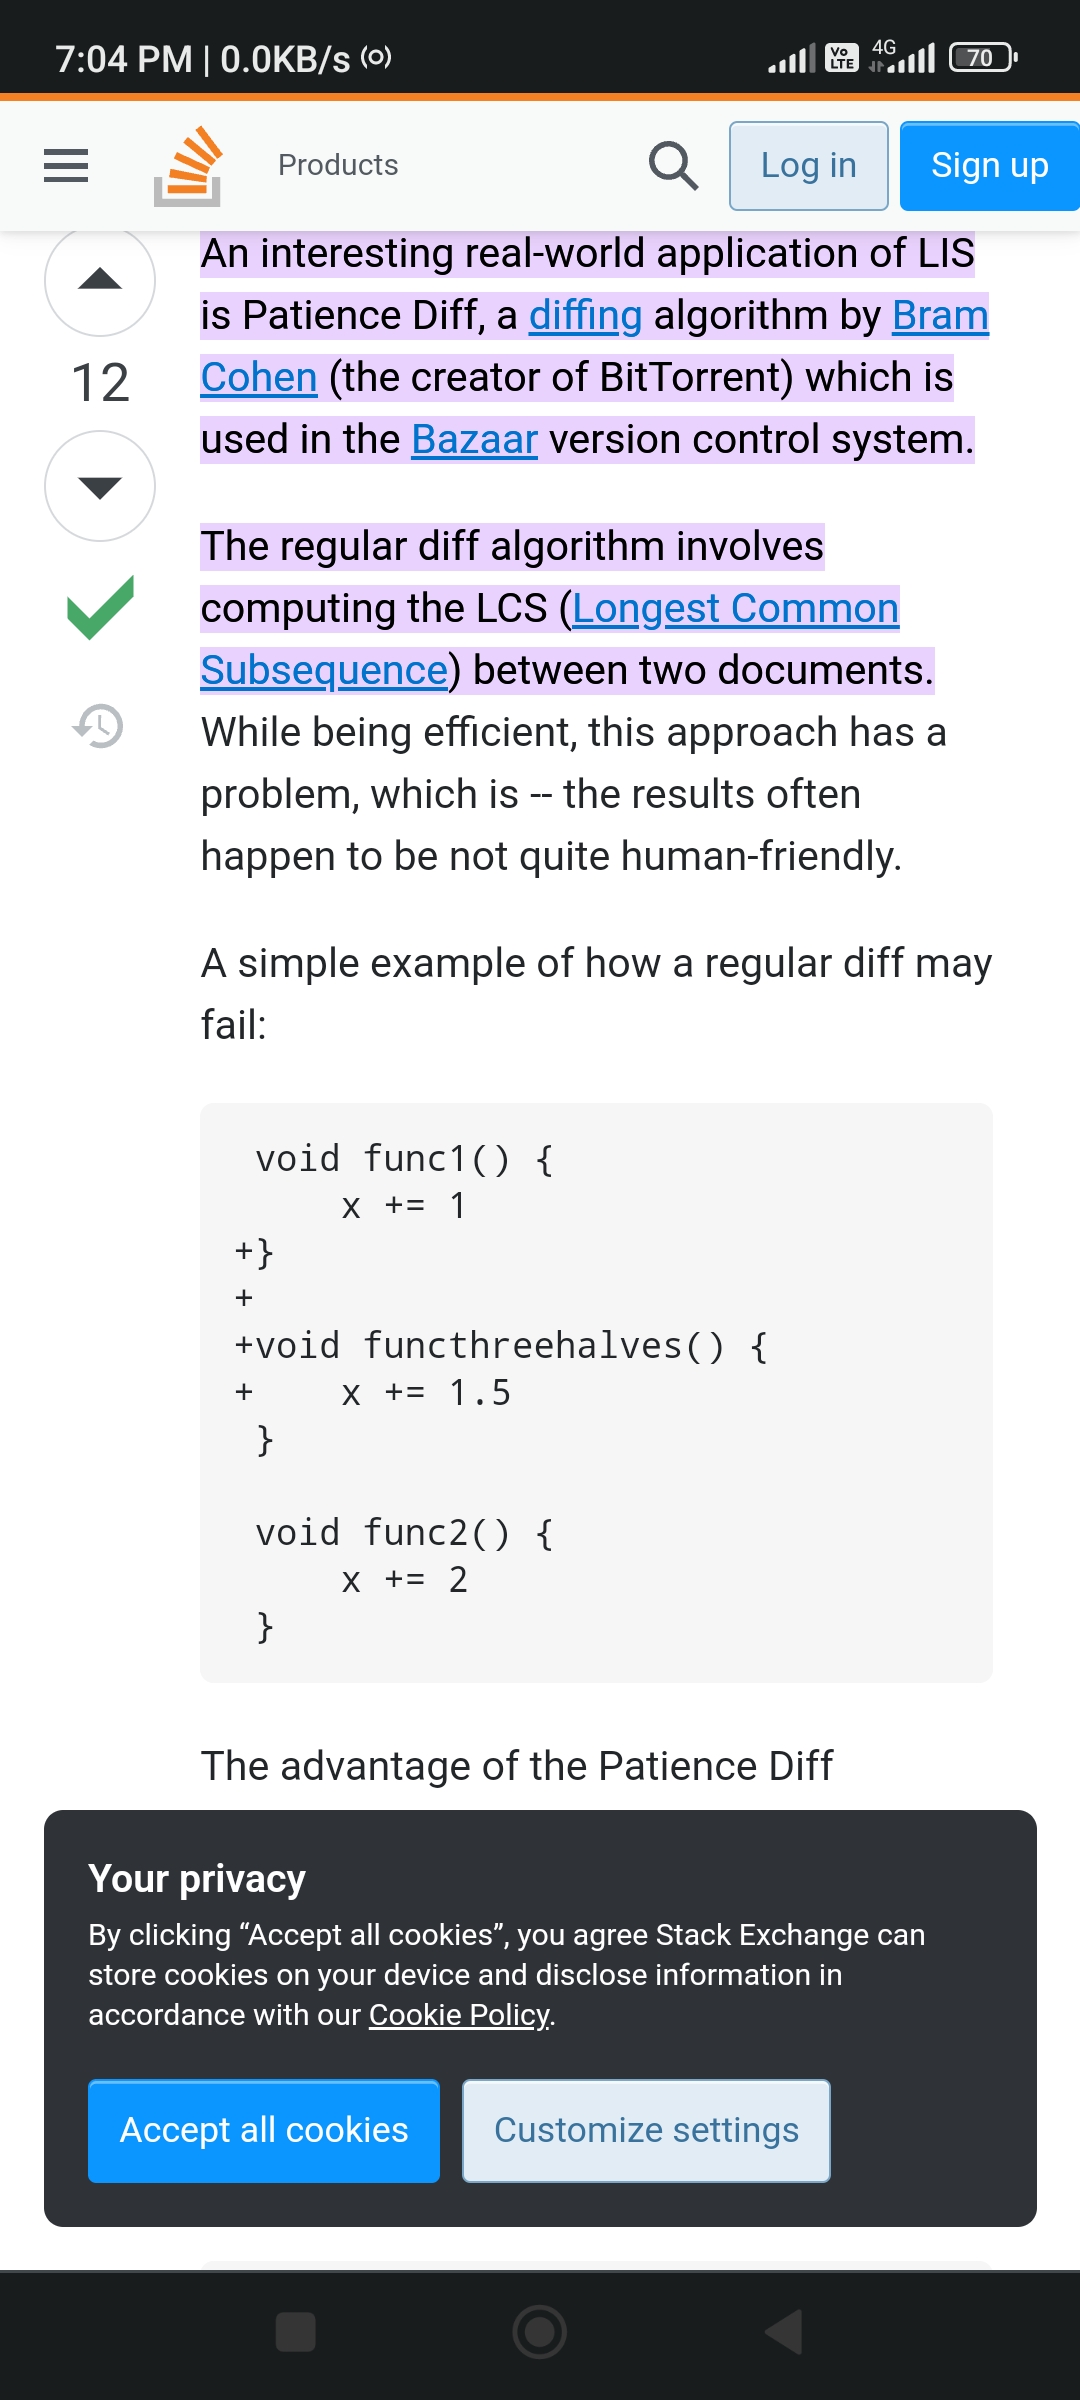 7:04 PM | 0.0KB/s
Vo LTE 4G 70
Products
Log in
Sign up
An interesting real-world application of LIS
is Patience Diff, a diffing algorithm by Bram
Cohen (the creator of BitTorrent) which is
used in the Bazaar version control system.
12
The regular diff algorithm involves
computing the LCS (Longest Common
Subsequence) between two documents.
While being efficient, this approach has a
problem, which is -- the results often
happen to be not quite human-friendly.
A simple example of how a regular diff may
fail:
 void func1() {
     x += 1
+}
+
+void functhreehalves() {
+    x += 1.5
 }
 void func2() {
     x += 2
 }
The advantage of the Patience Diff
Your privacy
By clicking “Accept all cookies”, you agree Stack Exchange can
store cookies on your device and disclose information in
accordance with our Cookie Policy.
Accept all cookies
Customize settings